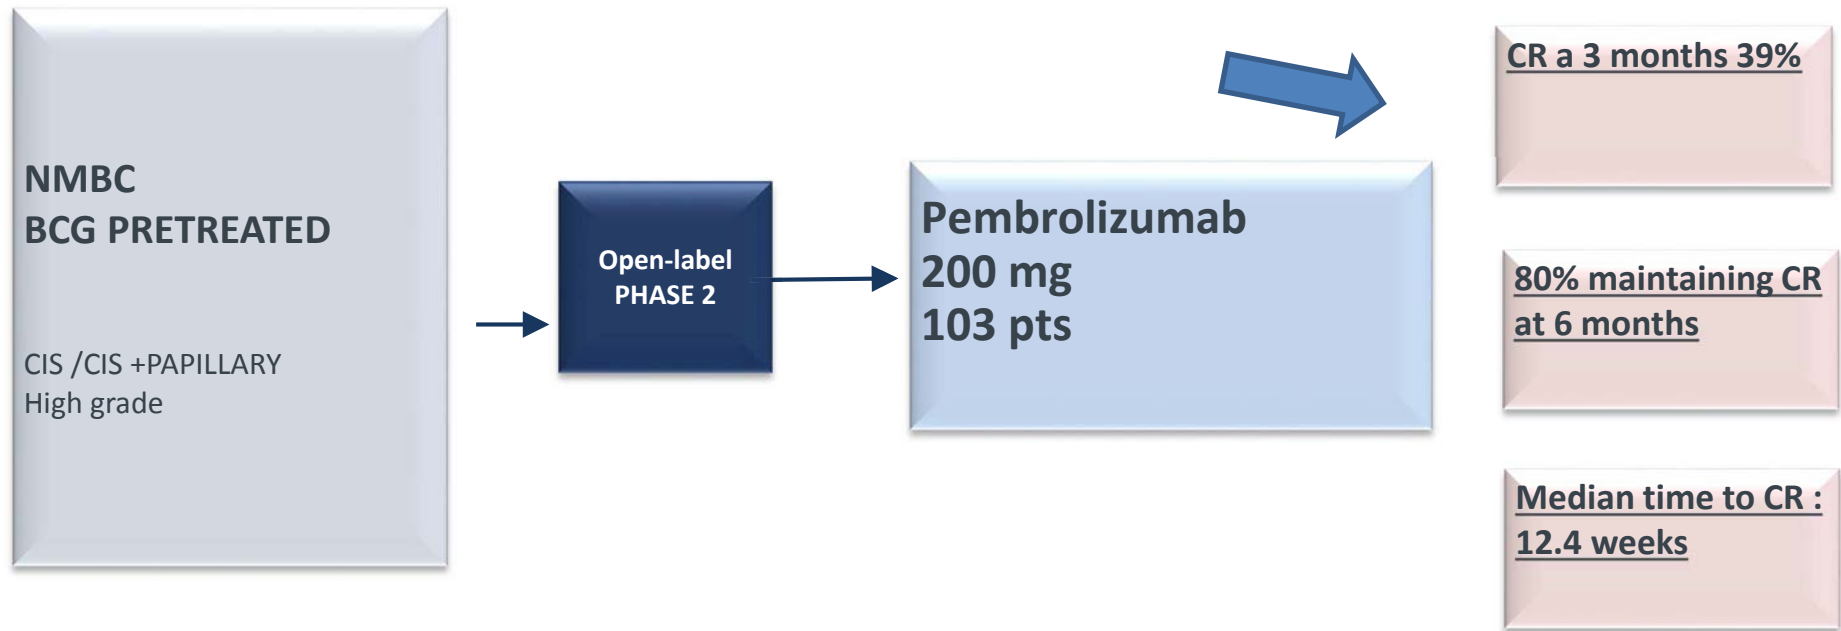 NMBC
BCG PRETREATED
CIS /CIS +PAPILLARY
High grade
Open-label
PHASE 2
Pembrolizumab
200 mg
103 pts
CR a 3 months 39%
80% maintaining CR
at 6 months
Median time to CR :
12.4 weeks